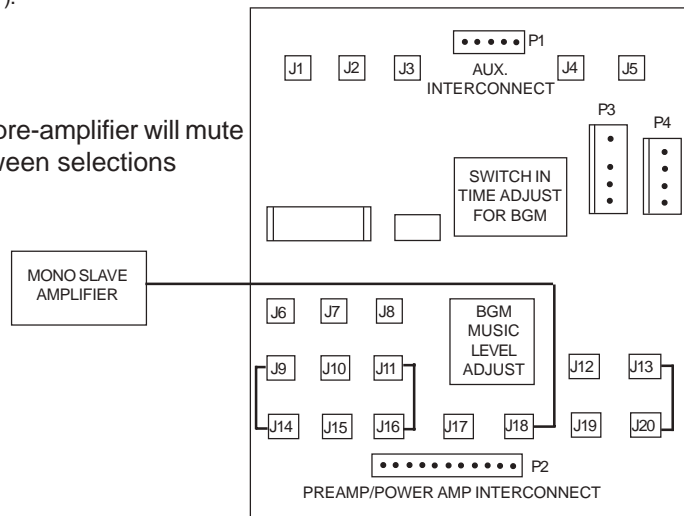 ).
P1
J1 J2 J3 AUX. J4 J5
INTERCONNECT
P3
P4
ore-amplifier will mute
ween selections
SWITCH IN
TIME ADJUST
FOR BGM
MONO SLAVE
AMPLIFIER
J6 J7 J8
BGM
MUSIC
LEVEL
ADJUST
J9 J10 J11
J12 J13
J14 J15 J16 J17 J18 J19 J20
P2
PREAMP/POWER AMP INTERCONNECT